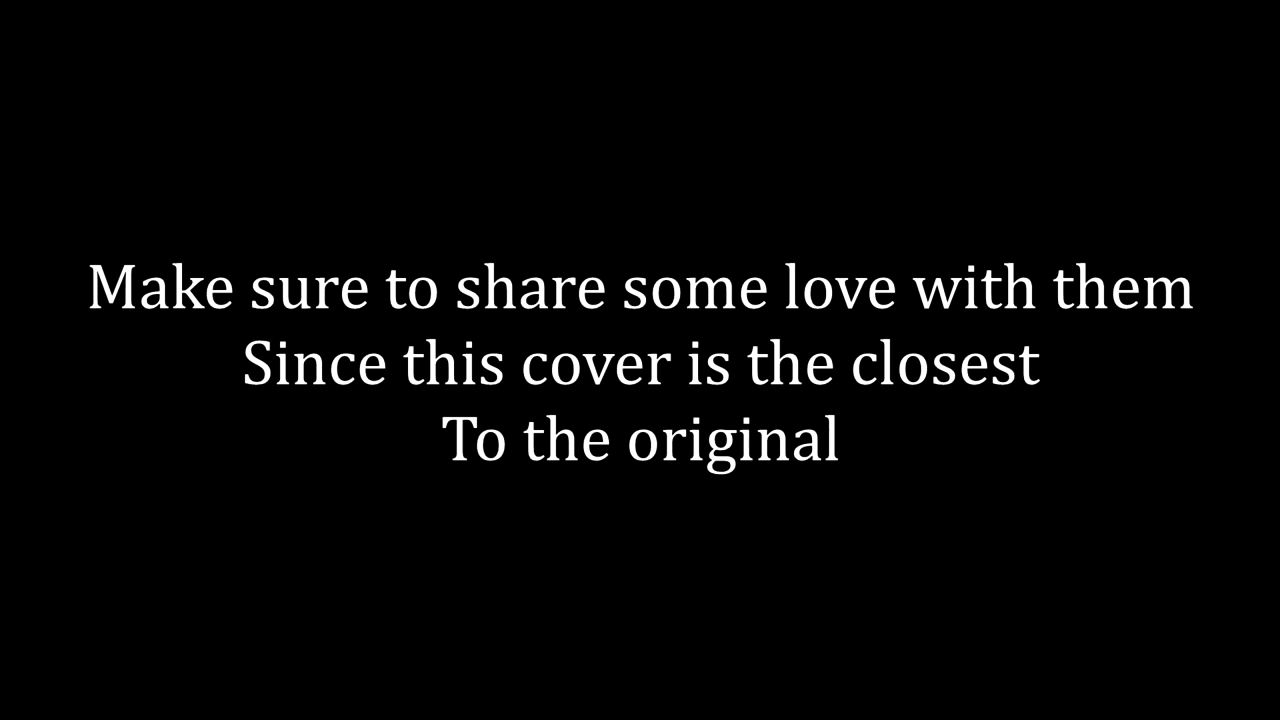 Make sure to share some love with them
Since this cover is the closest
To the original